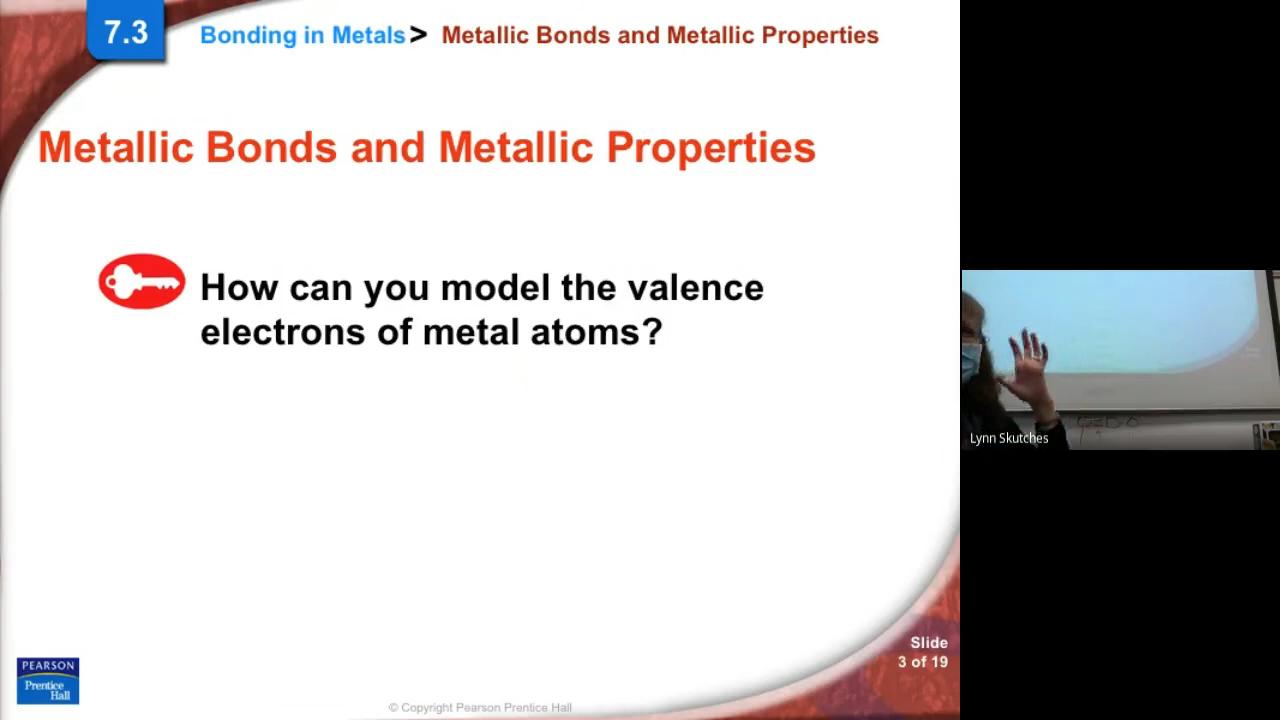 7.3
Bonding in Metals > Metallic Bonds and Metallic Properties
Metallic Bonds and Metallic Properties
How can you model the valence
electrons of metal atoms?
Lynn Skutches
Slide
3 of 19
PEARSON
Prentice
Hall
© Copyright Pearson Prentice Hall